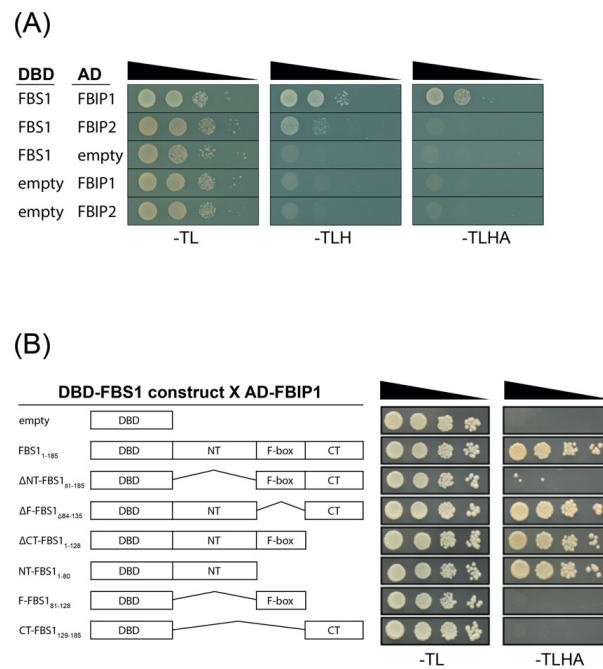 (A)
DBD AD
FBS1 FBIP1
FBS1 FBIP2
FBS1 empty
empty FBIP1
empty FBIP2
-TL -TLH -TLHA
(B)
DBD-FBS1 construct X AD-FBIP1
empty DBD
FBS1₁₋₁₈₅ DBD NT F-box CT
ΔNT-FBS1₈₁₋₁₈₅ DBD F-box CT
ΔF-FBS1_Δ84-135 DBD NT CT
ΔCT-FBS1₁₋₁₂₈ DBD NT F-box
NT-FBS1₁₋₈₀ DBD NT
F-FBS1₈₁₋₁₂₈ DBD F-box
CT-FBS1₁₂₉₋₁₈₅ DBD CT
-TL -TLHA